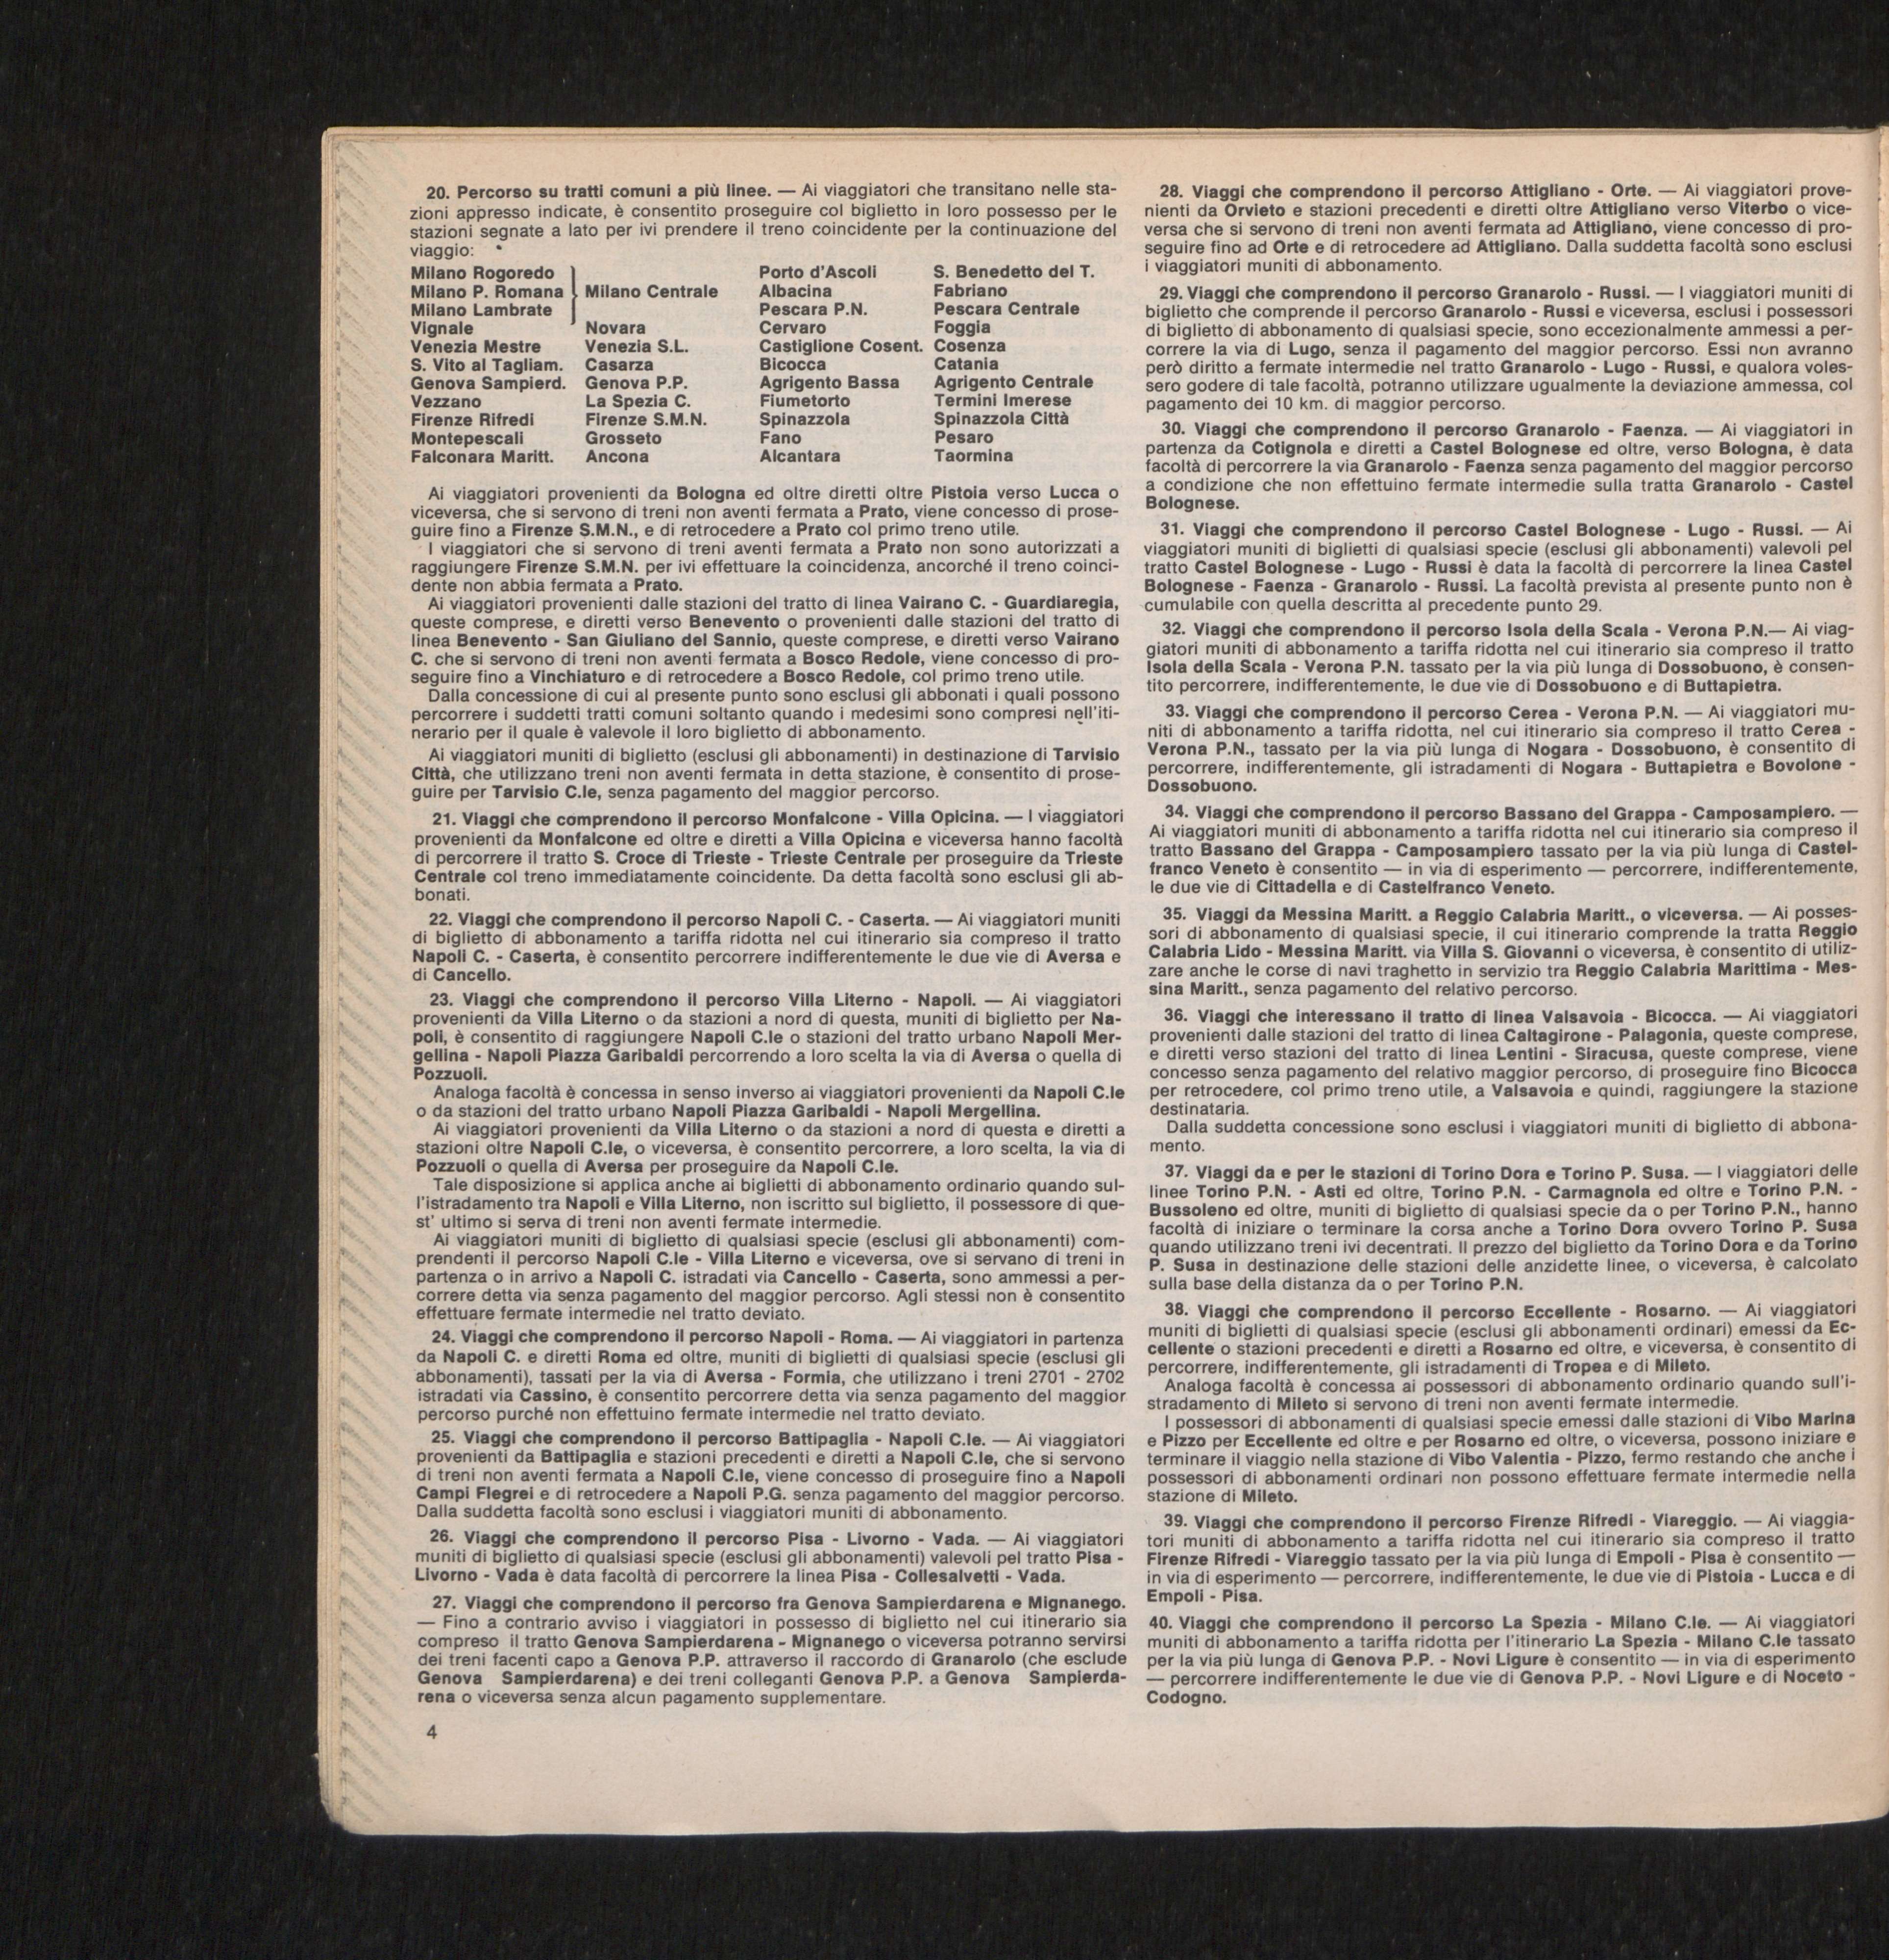 20. Percorso su tratti comuni a più linee. — Ai viaggiatori che transitano nelle sta-
zioni appresso indicate, è consentito proseguire col biglietto in loro possesso per le
stazioni segnate a lato per ivi prendere il treno coincidente per la continuazione del
viaggio:
Milano Rogoredo } Porto d'Ascoli S. Benedetto del T.
Milano P. Romana } Milano Centrale Albacina Fabriano
Milano Lambrate } Pescara P.N. Pescara Centrale
Vignale Novara Cervaro Foggia
Venezia Mestre Venezia S.L. Castiglione Cosent. Cosenza
S. Vito al Tagliam. Casarza Bicocca Catania
Genova Sampierd. Genova P.P. Agrigento Bassa Agrigento Centrale
Vezzano La Spezia C. Fiumetorto Termini Imerese
Firenze Rifredi Firenze S.M.N. Spinazzola Spinazzola Città
Montepescali Grosseto Fano Pesaro
Falconara Maritt. Ancona Alcantara Taormina
Ai viaggiatori provenienti da Bologna ed oltre diretti oltre Pistoia verso Lucca o
viceversa, che si servono di treni non aventi fermata a Prato, viene concesso di prose-
guire fino a Firenze S.M.N., e di retrocedere a Prato col primo treno utile.
I viaggiatori che si servono di treni aventi fermata a Prato non sono autorizzati a
raggiungere Firenze S.M.N. per ivi effettuare la coincidenza, ancorché il treno coinci-
dente non abbia fermata a Prato.
Ai viaggiatori provenienti dalle stazioni del tratto di linea Vairano C. - Guardiaregia,
queste comprese, e diretti verso Benevento o provenienti dalle stazioni del tratto di
linea Benevento - San Giuliano del Sannio, queste comprese, e diretti verso Vairano
C. che si servono di treni non aventi fermata a Bosco Redole, viene concesso di pro-
seguire fino a Vinchiaturo e di retrocedere a Bosco Redole, col primo treno utile.
Dalla concessione di cui al presente punto sono esclusi gli abbonati i quali possono
percorrere i suddetti tratti comuni soltanto quando i medesimi sono compresi nell'iti-
nerario per il quale è valevole il loro biglietto di abbonamento.
Ai viaggiatori muniti di biglietto (esclusi gli abbonamenti) in destinazione di Tarvisio
Città, che utilizzano treni non aventi fermata in detta stazione, è consentito di prose-
guire per Tarvisio C.le, senza pagamento del maggior percorso.
21. Viaggi che comprendono il percorso Monfalcone - Villa Opicina. — I viaggiatori
provenienti da Monfalcone ed oltre e diretti a Villa Opicina e viceversa hanno facoltà
di percorrere il tratto S. Croce di Trieste - Trieste Centrale per proseguire da Trieste
Centrale col treno immediatamente coincidente. Da detta facoltà sono esclusi gli ab-
bonati.
22. Viaggi che comprendono il percorso Napoli C. - Caserta. — Ai viaggiatori muniti
di biglietto di abbonamento a tariffa ridotta nel cui itinerario sia compreso il tratto
Napoli C. - Caserta, è consentito percorrere indifferentemente le due vie di Aversa e
di Cancello.
23. Viaggi che comprendono il percorso Villa Literno - Napoli. — Ai viaggiatori
provenienti da Villa Literno o da stazioni a nord di questa, muniti di biglietto per Na-
poli, è consentito di raggiungere Napoli C.le o stazioni del tratto urbano Napoli Mer-
gellina - Napoli Piazza Garibaldi percorrendo a loro scelta la via di Aversa o quella di
Pozzuoli.
Analoga facoltà è concessa in senso inverso ai viaggiatori provenienti da Napoli C.le
o da stazioni del tratto urbano Napoli Piazza Garibaldi - Napoli Mergellina.
Ai viaggiatori provenienti da Villa Literno o da stazioni a nord di questa e diretti a
stazioni oltre Napoli C.le, o viceversa, è consentito percorrere, a loro scelta, la via di
Pozzuoli o quella di Aversa per proseguire da Napoli C.le.
Tale disposizione si applica anche ai biglietti di abbonamento ordinario quando sul-
l'istradamento tra Napoli e Villa Literno, non iscritto sul biglietto, il possessore di que-
st' ultimo si serva di treni non aventi fermate intermedie.
Ai viaggiatori muniti di biglietto di qualsiasi specie (esclusi gli abbonamenti) com-
prendenti il percorso Napoli C.le - Villa Literno e viceversa, ove si servano di treni in
partenza o in arrivo a Napoli C. istradati via Cancello - Caserta, sono ammessi a per-
correre detta via senza pagamento del maggior percorso. Agli stessi non è consentito
effettuare fermate intermedie nel tratto deviato.
24. Viaggi che comprendono il percorso Napoli - Roma. — Ai viaggiatori in partenza
da Napoli C. e diretti Roma ed oltre, muniti di biglietti di qualsiasi specie (esclusi gli
abbonamenti), tassati per la via di Aversa - Formia, che utilizzano i treni 2701 - 2702
istradati via Cassino, è consentito percorrere detta via senza pagamento del maggior
percorso purché non effettuino fermate intermedie nel tratto deviato.
25. Viaggi che comprendono il percorso Battipaglia - Napoli C.le. — Ai viaggiatori
provenienti da Battipaglia e stazioni precedenti e diretti a Napoli C.le, che si servono
di treni non aventi fermata a Napoli C.le, viene concesso di proseguire fino a Napoli
Campi Flegrei e di retrocedere a Napoli P.G. senza pagamento del maggior percorso.
Dalla suddetta facoltà sono esclusi i viaggiatori muniti di abbonamento.
26. Viaggi che comprendono il percorso Pisa - Livorno - Vada. — Ai viaggiatori
muniti di biglietto di qualsiasi specie (esclusi gli abbonamenti) valevoli pel tratto Pisa -
Livorno - Vada è data facoltà di percorrere la linea Pisa - Collesalvetti - Vada.
27. Viaggi che comprendono il percorso fra Genova Sampierdarena e Mignanego.
— Fino a contrario avviso i viaggiatori in possesso di biglietto nel cui itinerario sia
compreso il tratto Genova Sampierdarena - Mignanego o viceversa potranno servirsi
dei treni facenti capo a Genova P.P. attraverso il raccordo di Granarolo (che esclude
Genova Sampierdarena) e dei treni colleganti Genova P.P. a Genova Sampierda-
rena o viceversa senza alcun pagamento supplementare.
4
28. Viaggi che comprendono il percorso Attigliano - Orte. — Ai viaggiatori prove-
nienti da Orvieto e stazioni precedenti e diretti oltre Attigliano verso Viterbo o vice-
versa che si servono di treni non aventi fermata ad Attigliano, viene concesso di pro-
seguire fino ad Orte e di retrocedere ad Attigliano. Dalla suddetta facoltà sono esclusi
i viaggiatori muniti di abbonamento.
29. Viaggi che comprendono il percorso Granarolo - Russi. — I viaggiatori muniti di
biglietto che comprende il percorso Granarolo - Russi e viceversa, esclusi i possessori
di biglietto di abbonamento di qualsiasi specie, sono eccezionalmente ammessi a per-
correre la via di Lugo, senza il pagamento del maggior percorso. Essi non avranno
però diritto a fermate intermedie nel tratto Granarolo - Lugo - Russi, e qualora voles-
sero godere di tale facoltà, potranno utilizzare ugualmente la deviazione ammessa, col
pagamento dei 10 km. di maggior percorso.
30. Viaggi che comprendono il percorso Granarolo - Faenza. — Ai viaggiatori in
partenza da Cotignola e diretti a Castel Bolognese ed oltre, verso Bologna, è data
facoltà di percorrere la via Granarolo - Faenza senza pagamento del maggior percorso
a condizione che non effettuino fermate intermedie sulla tratta Granarolo - Castel
Bolognese.
31. Viaggi che comprendono il percorso Castel Bolognese - Lugo - Russi. — Ai
viaggiatori muniti di biglietti di qualsiasi specie (esclusi gli abbonamenti) valevoli pel
tratto Castel Bolognese - Lugo - Russi è data la facoltà di percorrere la linea Castel
Bolognese - Faenza - Granarolo - Russi. La facoltà prevista al presente punto non è
cumulabile con quella descritta al precedente punto 29.
32. Viaggi che comprendono il percorso Isola della Scala - Verona P.N.— Ai viag-
giatori muniti di abbonamento a tariffa ridotta nel cui itinerario sia compreso il tratto
Isola della Scala - Verona P.N. tassato per la via più lunga di Dossobuono, è consen-
tito percorrere, indifferentemente, le due vie di Dossobuono e di Buttapietra.
33. Viaggi che comprendono il percorso Cerea - Verona P.N. — Ai viaggiatori mu-
niti di abbonamento a tariffa ridotta, nel cui itinerario sia compreso il tratto Cerea -
Verona P.N., tassato per la via più lunga di Nogara - Dossobuono, è consentito di
percorrere, indifferentemente, gli istradamenti di Nogara - Buttapietra e Bovolone -
Dossobuono.
34. Viaggi che comprendono il percorso Bassano del Grappa - Camposampiero. —
Ai viaggiatori muniti di abbonamento a tariffa ridotta nel cui itinerario sia compreso il
tratto Bassano del Grappa - Camposampiero tassato per la via più lunga di Castel-
franco Veneto è consentito — in via di esperimento — percorrere, indifferentemente,
le due vie di Cittadella e di Castelfranco Veneto.
35. Viaggi da Messina Maritt. a Reggio Calabria Maritt., o viceversa. — Ai posses-
sori di abbonamento di qualsiasi specie, il cui itinerario comprende la tratta Reggio
Calabria Lido - Messina Maritt. via Villa S. Giovanni o viceversa, è consentito di utiliz-
zare anche le corse di navi traghetto in servizio tra Reggio Calabria Marittima - Mes-
sina Maritt., senza pagamento del relativo percorso.
36. Viaggi che interessano il tratto di linea Valsavoia - Bicocca. — Ai viaggiatori
provenienti dalle stazioni del tratto di linea Caltagirone - Palagonia, queste comprese,
e diretti verso stazioni del tratto di linea Lentini - Siracusa, queste comprese, viene
concesso senza pagamento del relativo maggior percorso, di proseguire fino Bicocca
per retrocedere, col primo treno utile, a Valsavoia e quindi, raggiungere la stazione
destinataria.
Dalla suddetta concessione sono esclusi i viaggiatori muniti di biglietto di abbona-
mento.
37. Viaggi da e per le stazioni di Torino Dora e Torino P. Susa. — I viaggiatori delle
linee Torino P.N. - Asti ed oltre, Torino P.N. - Carmagnola ed oltre e Torino P.N. -
Bussoleno ed oltre, muniti di biglietto di qualsiasi specie da o per Torino P.N., hanno
facoltà di iniziare o terminare la corsa anche a Torino Dora ovvero Torino P. Susa
quando utilizzano treni ivi decentrati. Il prezzo del biglietto da Torino Dora e da Torino
P. Susa in destinazione delle stazioni delle anzidette linee, o viceversa, è calcolato
sulla base della distanza da o per Torino P.N.
38. Viaggi che comprendono il percorso Eccellente - Rosarno. — Ai viaggiatori
muniti di biglietti di qualsiasi specie (esclusi gli abbonamenti ordinari) emessi da Ec-
cellente o stazioni precedenti e diretti a Rosarno ed oltre, e viceversa, è consentito di
percorrere, indifferentemente, gli istradamenti di Tropea e di Mileto.
Analoga facoltà è concessa ai possessori di abbonamento ordinario quando sull'i-
stradamento di Mileto si servono di treni non aventi fermate intermedie.
I possessori di abbonamenti di qualsiasi specie emessi dalle stazioni di Vibo Marina
e Pizzo per Eccellente ed oltre e per Rosarno ed oltre, o viceversa, possono iniziare e
terminare il viaggio nella stazione di Vibo Valentia - Pizzo, fermo restando che anche i
possessori di abbonamenti ordinari non possono effettuare fermate intermedie nella
stazione di Mileto.
39. Viaggi che comprendono il percorso Firenze Rifredi - Viareggio. — Ai viaggia-
tori muniti di abbonamento a tariffa ridotta nel cui itinerario sia compreso il tratto
Firenze Rifredi - Viareggio tassato per la via più lunga di Empoli - Pisa è consentito —
in via di esperimento — percorrere, indifferentemente, le due vie di Pistoia - Lucca e di
Empoli - Pisa.
40. Viaggi che comprendono il percorso La Spezia - Milano C.le. — Ai viaggiatori
muniti di abbonamento a tariffa ridotta per l'itinerario La Spezia - Milano C.le tassato
per la via più lunga di Genova P.P. - Novi Ligure è consentito — in via di esperimento
— percorrere indifferentemente le due vie di Genova P.P. - Novi Ligure e di Noceto -
Codogno.